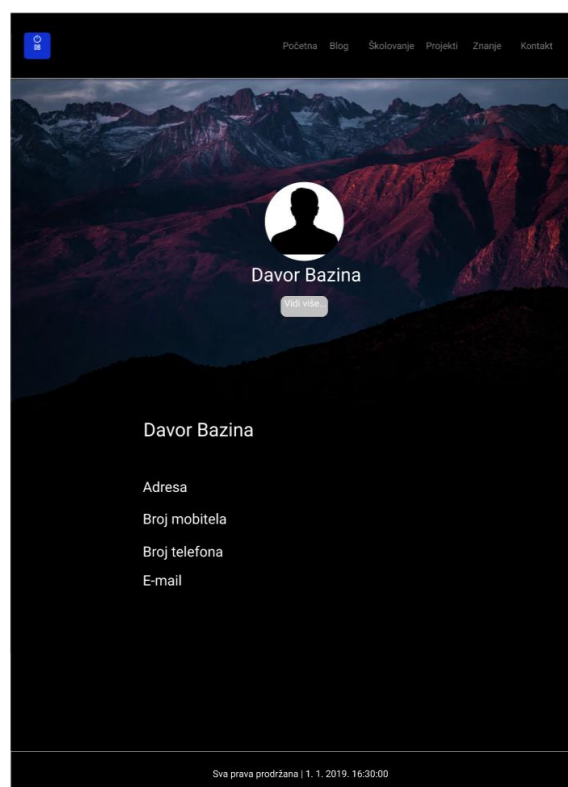 DB
Početna Blog Školovanje Projekti Znanje Kontakt
Davor Bazina
Vidi više...
Davor Bazina
Adresa
Broj mobitela
Broj telefona
E-mail
Sva prava prodržana | 1. 1. 2019. 16:30:00